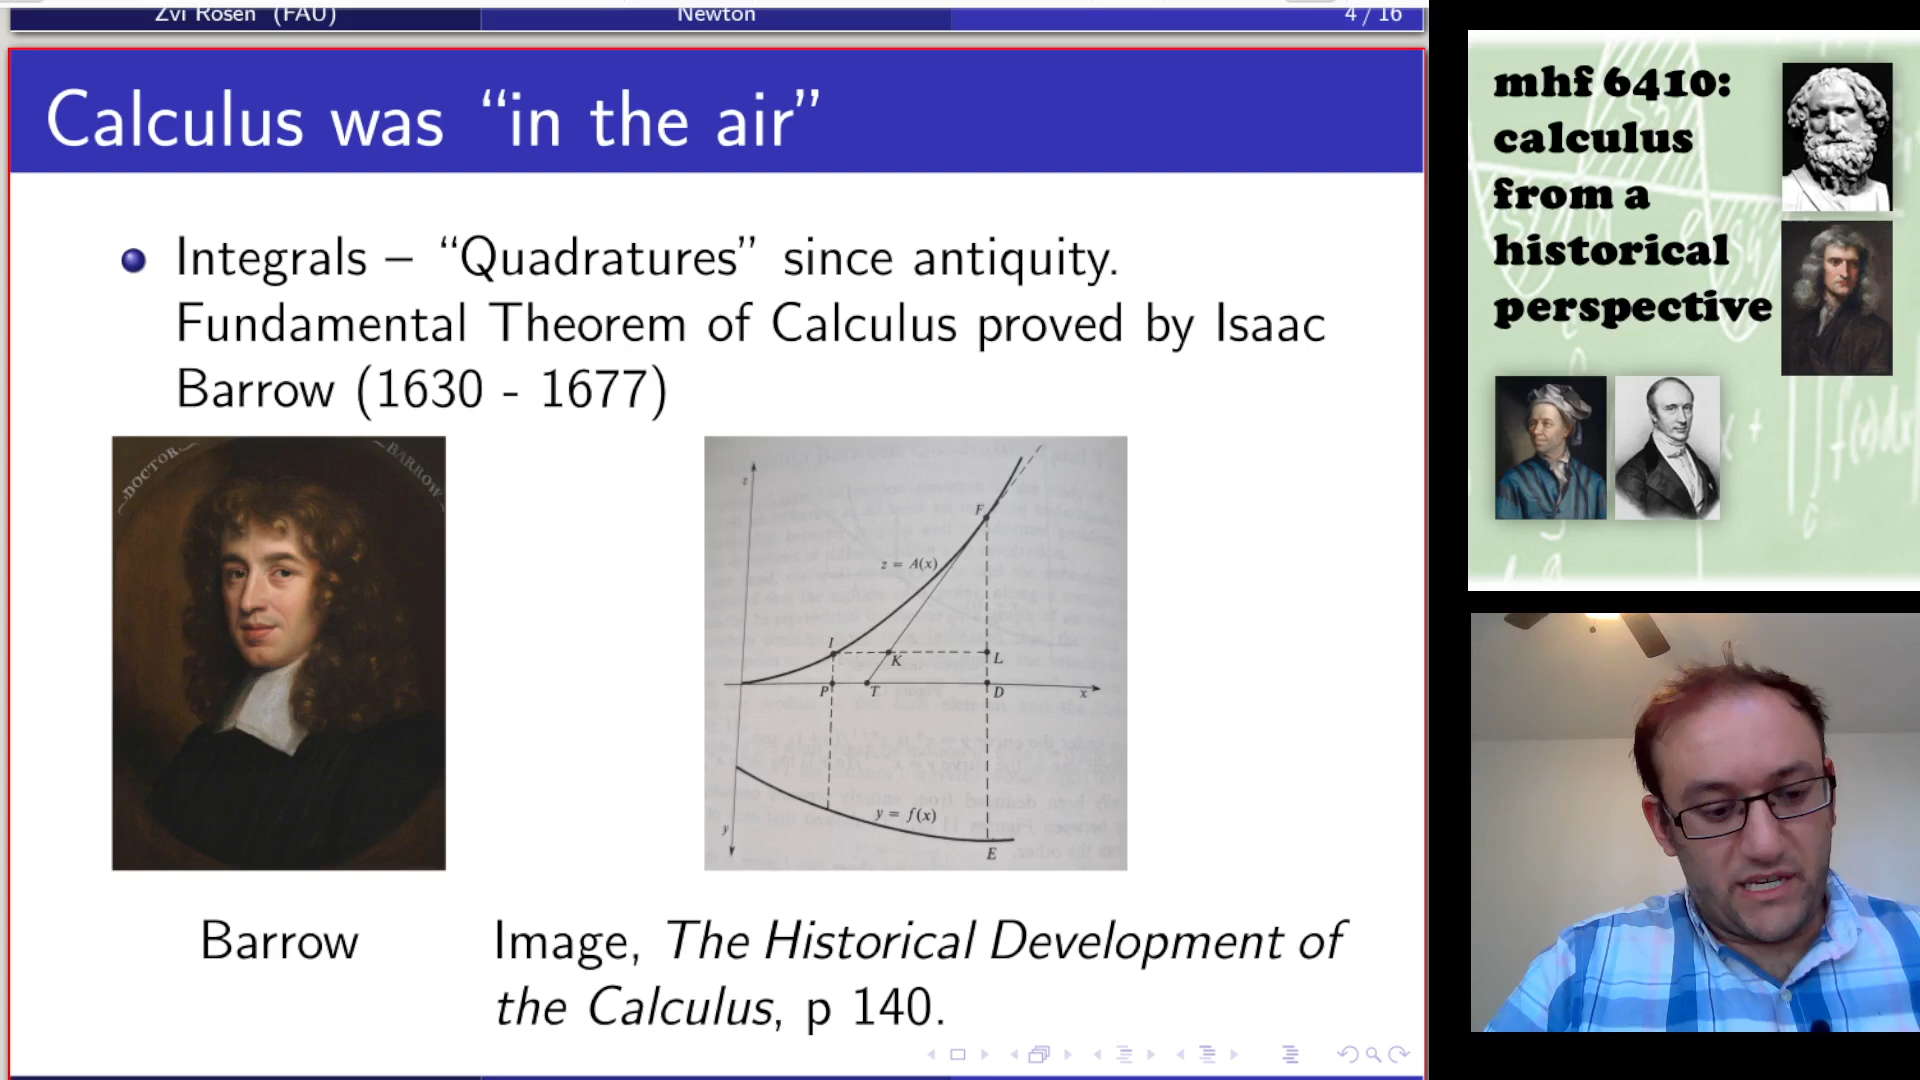 Zvi Rosen (FAU)
Newton
4 / 16
Calculus was “in the air”
Integrals – “Quadratures” since antiquity.
Fundamental Theorem of Calculus proved by Isaac
Barrow (1630 - 1677)
DOCTOR
BARROW
z
F
z = A(x)
I
K
L
P
T
D
x
y = f(x)
y
E
Barrow
Image, The Historical Development of
the Calculus, p 140.
mhf 6410:
calculus
from a
historical
perspective